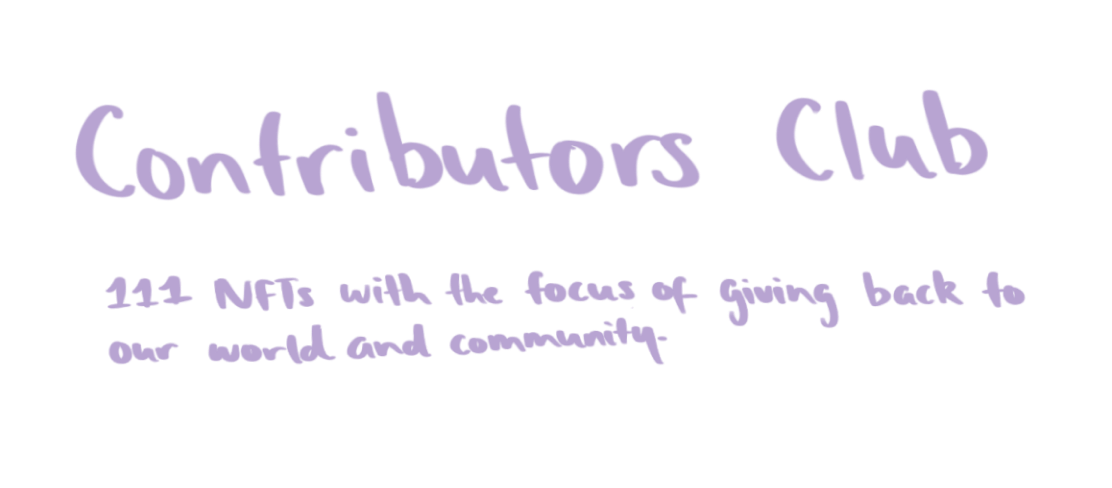 Contributors Club
111 NFTs with the focus of giving back to
our world and community.